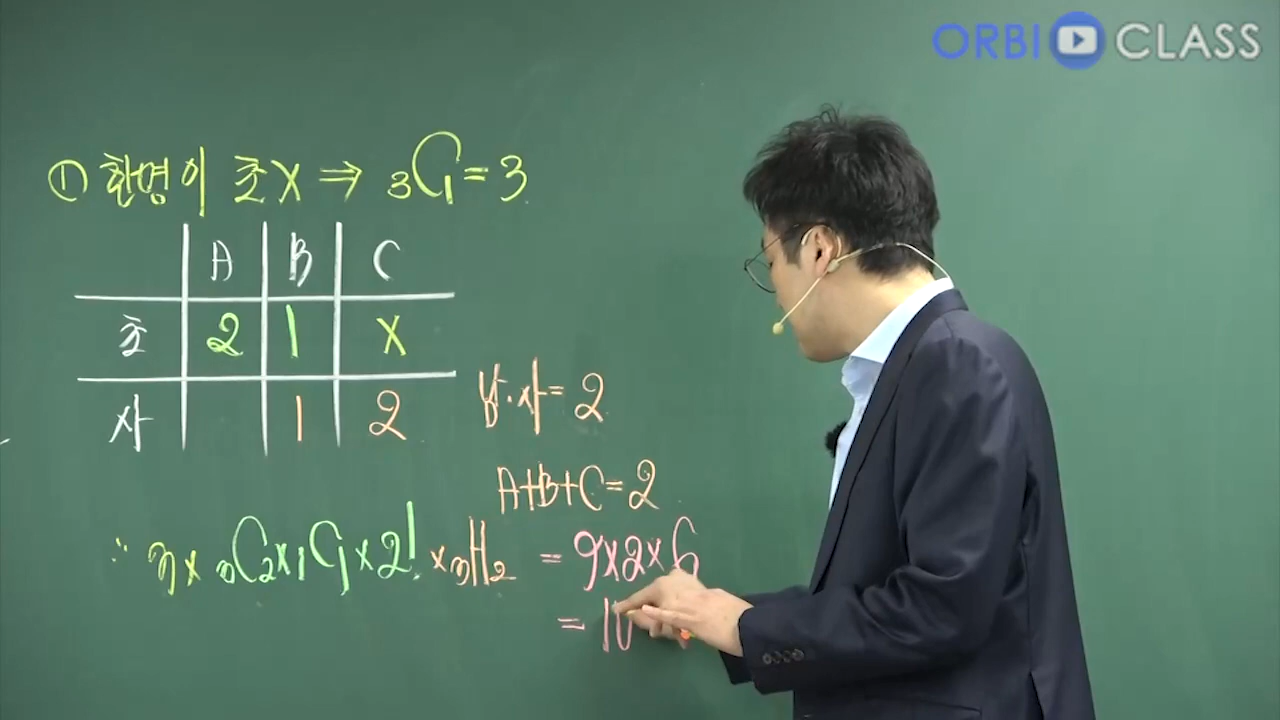 ORBI CLASS
① 한명이 초X ⇒ ₃C₁ = 3
A B C
초 2 1 X
사 1 2
남·사 = 2
A+B+C=2
∴ 3 × ₃C₂ × ₁C₁ × 2! × ₃H₂ = 9×2×6
= 10